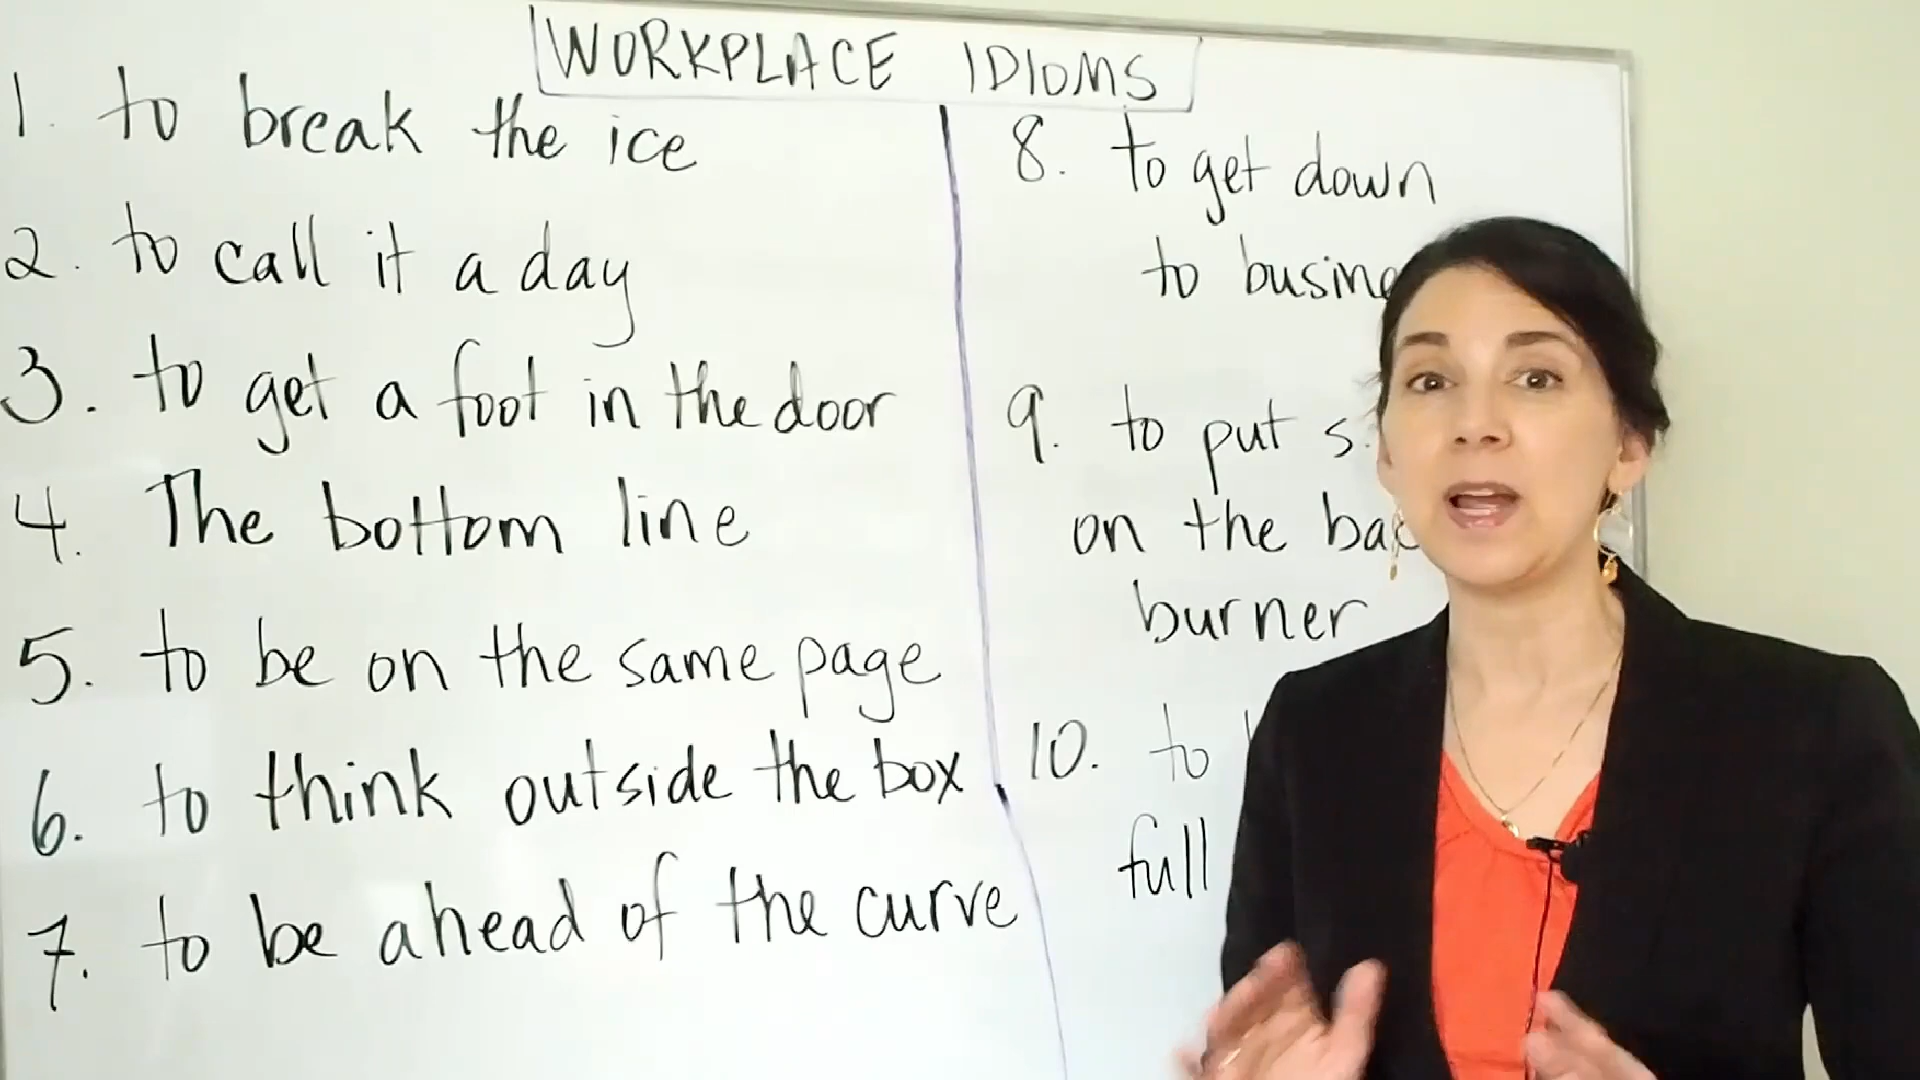 WORKPLACE IDIOMS
1. to break the ice
2. to call it a day
3. to get a foot in the door
4. The bottom line
5. to be on the same page
6. to think outside the box
7. to be ahead of the curve
8. to get down
to
9. to put s.
on the
burner
10. to
full